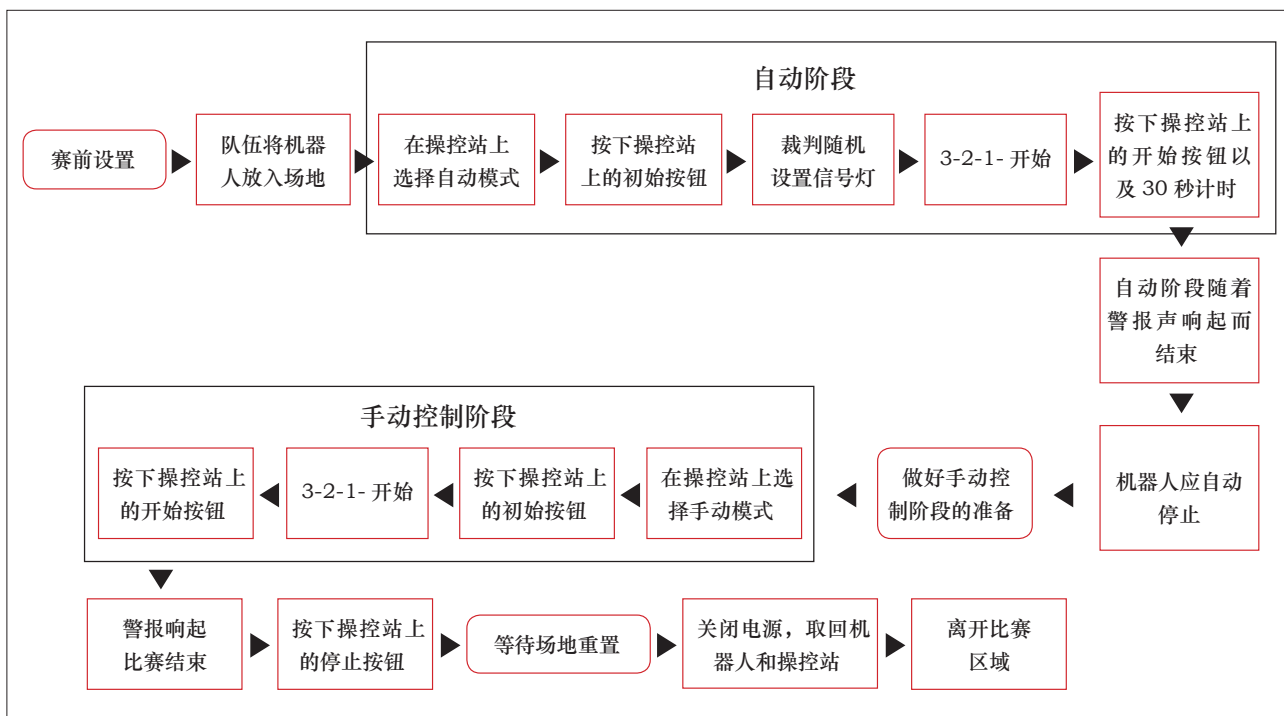 自动阶段
赛前设置
队伍将机器
人放入场地
在操控站上
选择自动模式
按下操控站
上的初始按钮
裁判随机
设置信号灯
3-2-1- 开始
按下操控站上
的开始按钮以
及 30 秒计时
自动阶段随着
警报声响起而
结束
机器人应自动
停止
做好手动控
制阶段的准备
手动控制阶段
在操控站上选
择手动模式
按下操控站上
的初始按钮
3-2-1- 开始
按下操控站上
的开始按钮
警报响起
比赛结束
按下操控站上
的停止按钮
等待场地重置
关闭电源，取回机
器人和操控站
离开比赛
区域